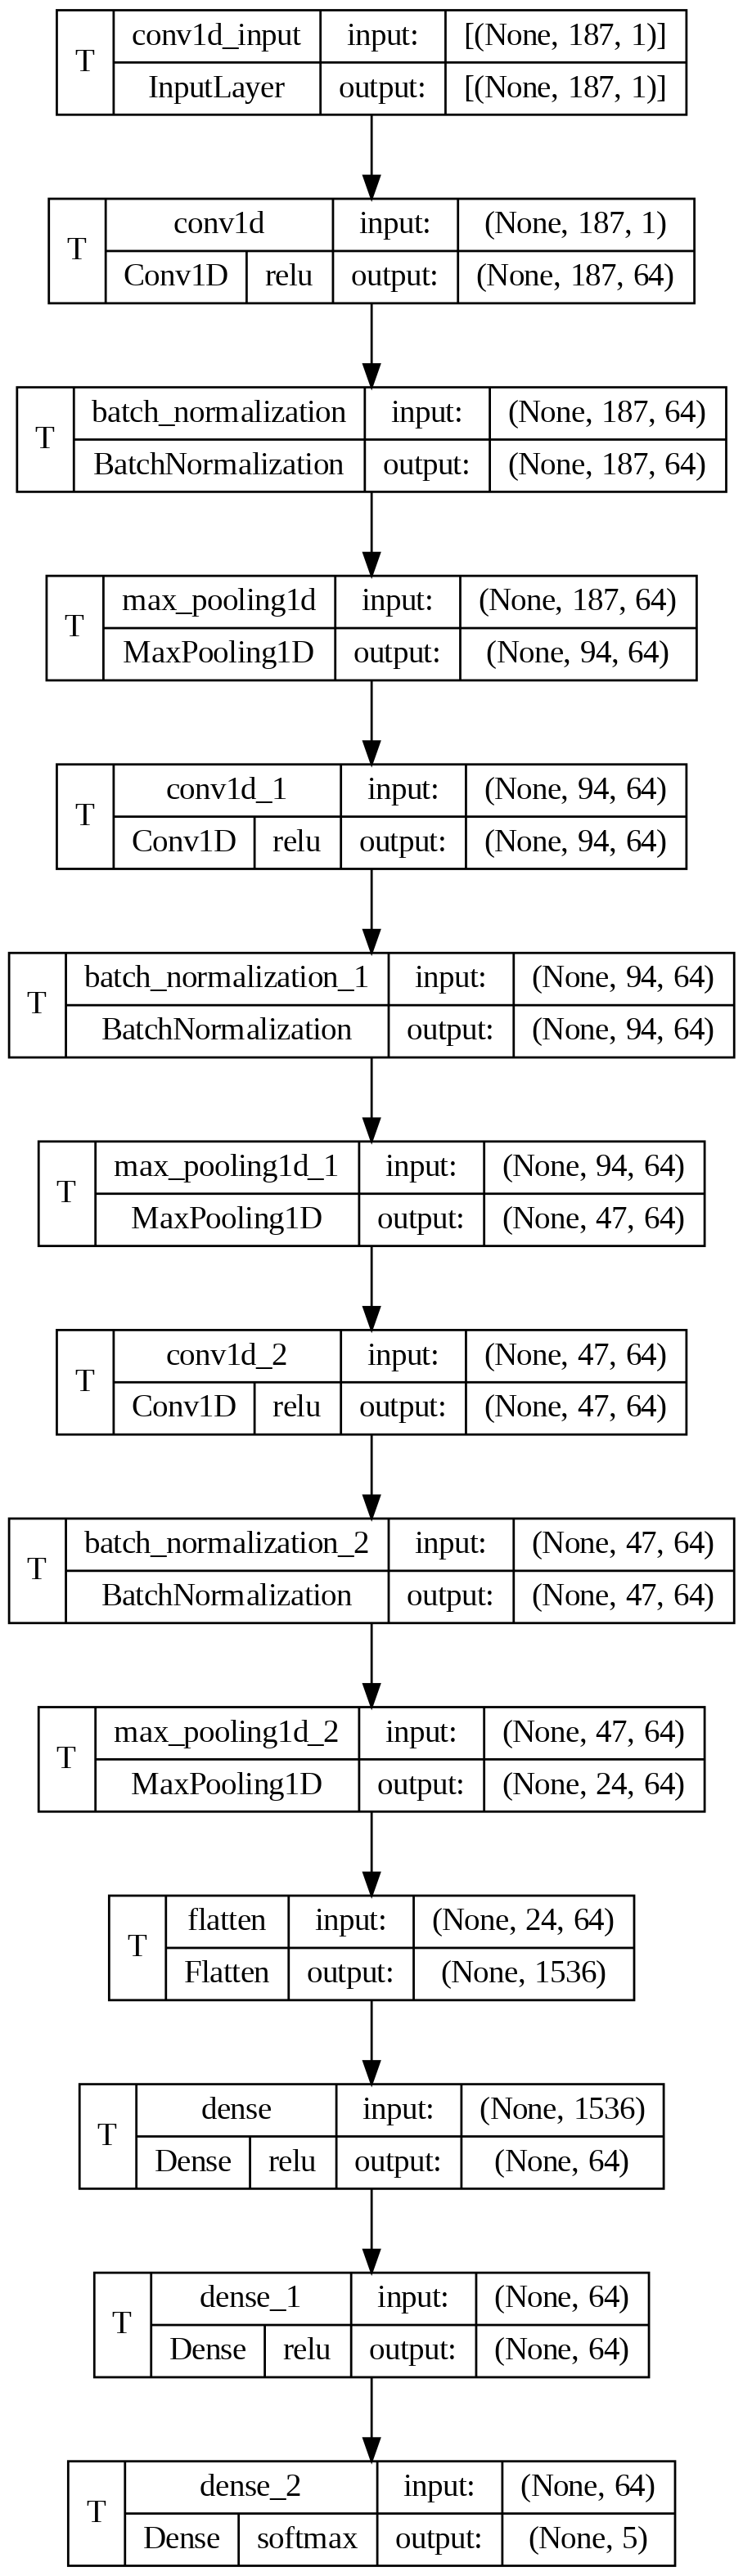 T conv1d_input input: [(None, 187, 1)]
InputLayer output: [(None, 187, 1)]
T conv1d input: (None, 187, 1)
Conv1D relu output: (None, 187, 64)
T batch_normalization input: (None, 187, 64)
BatchNormalization output: (None, 187, 64)
T max_pooling1d input: (None, 187, 64)
MaxPooling1D output: (None, 94, 64)
T conv1d_1 input: (None, 94, 64)
Conv1D relu output: (None, 94, 64)
T batch_normalization_1 input: (None, 94, 64)
BatchNormalization output: (None, 94, 64)
T max_pooling1d_1 input: (None, 94, 64)
MaxPooling1D output: (None, 47, 64)
T conv1d_2 input: (None, 47, 64)
Conv1D relu output: (None, 47, 64)
T batch_normalization_2 input: (None, 47, 64)
BatchNormalization output: (None, 47, 64)
T max_pooling1d_2 input: (None, 47, 64)
MaxPooling1D output: (None, 24, 64)
T flatten input: (None, 24, 64)
Flatten output: (None, 1536)
T dense input: (None, 1536)
Dense relu output: (None, 64)
T dense_1 input: (None, 64)
Dense relu output: (None, 64)
T dense_2 input: (None, 64)
Dense softmax output: (None, 5)